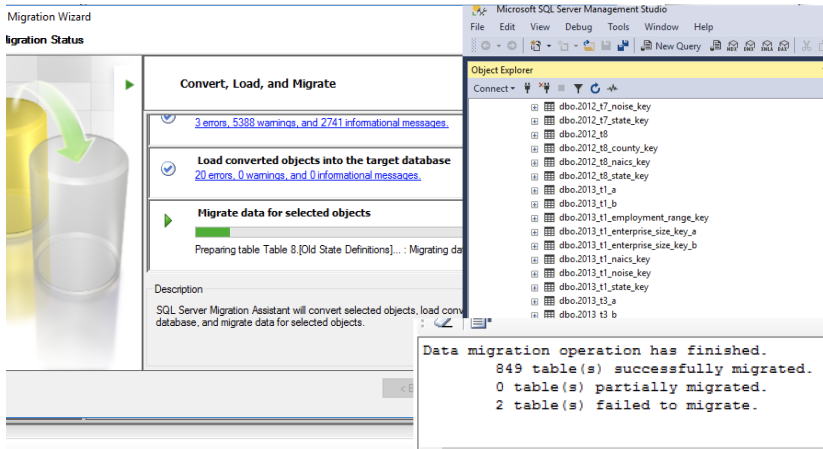 Migration Wizard
Migration Status
Convert, Load, and Migrate
3 errors, 5388 warnings, and 2741 informational messages.
Load converted objects into the target database
20 errors, 0 warnings, and 0 informational messages.
Migrate data for selected objects
Preparing table Table 8.[Old State Definitions]... : Migrating da
Description
SQL Server Migration Assistant will convert selected objects, load conv
database, and migrate data for selected objects.
< B
Microsoft SQL Server Management Studio
File Edit View Debug Tools Window Help
New Query
MDX DMX XMLA DAX
Object Explorer
Connect
dbo.2012_t7_noise_key
dbo.2012_t7_state_key
dbo.2012_t8
dbo.2012_t8_county_key
dbo.2012_t8_naics_key
dbo.2012_t8_state_key
dbo.2013_t1_a
dbo.2013_t1_b
dbo.2013_t1_employment_range_key
dbo.2013_t1_enterprise_size_key_a
dbo.2013_t1_enterprise_size_key_b
dbo.2013_t1_naics_key
dbo.2013_t1_noise_key
dbo.2013_t1_state_key
dbo.2013_t3_a
dbo.2013_t3_b
Data migration operation has finished.
849 table(s) successfully migrated.
0 table(s) partially migrated.
2 table(s) failed to migrate.